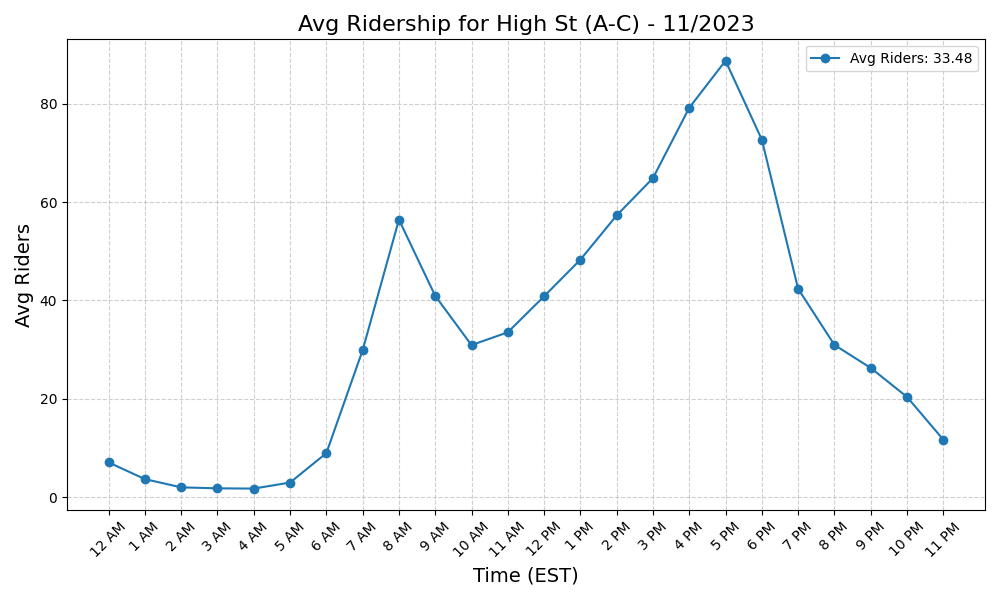 Avg Ridership for High St (A-C) - 11/2023
Avg Riders: 33.48
Avg Riders
80
60
40
20
0
12 AM
1 AM
2 AM
3 AM
4 AM
5 AM
6 AM
7 AM
8 AM
9 AM
10 AM
11 AM
12 PM
1 PM
2 PM
3 PM
4 PM
5 PM
6 PM
7 PM
8 PM
9 PM
10 PM
11 PM
Time (EST)